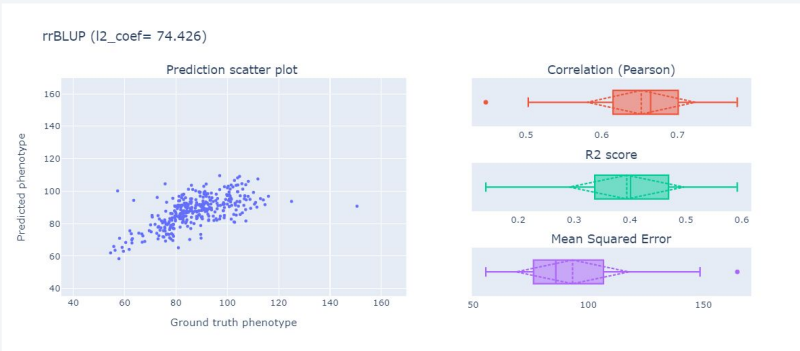 rrBLUP (l2_coef= 74.426)
Prediction scatter plot
160
140
120
100
80
60
40
40 60 80 100 120 140 160
Predicted phenotype
Ground truth phenotype
Correlation (Pearson)
0.5 0.6 0.7
R2 score
0.2 0.3 0.4 0.5 0.6
Mean Squared Error
50 100 150